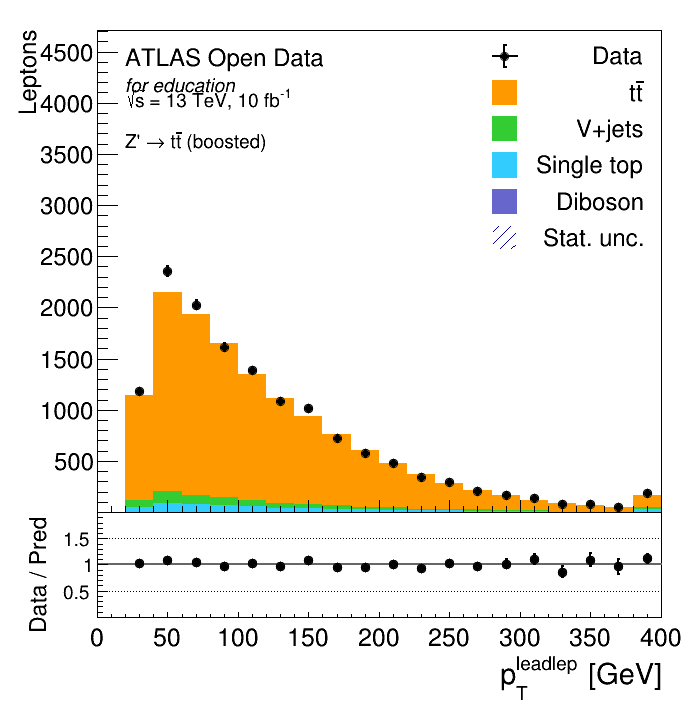 Leptons
4500
4000
3500
3000
2500
2000
1500
1000
500
ATLAS Open Data
for education
√s = 13 TeV, 10 fb⁻¹
Z' → tt̄ (boosted)
Data
tt̄
V+jets
Single top
Diboson
Stat. unc.
Data / Pred
1.5
1
0.5
0 50 100 150 200 250 300 350 400
p_T^leadlep [GeV]